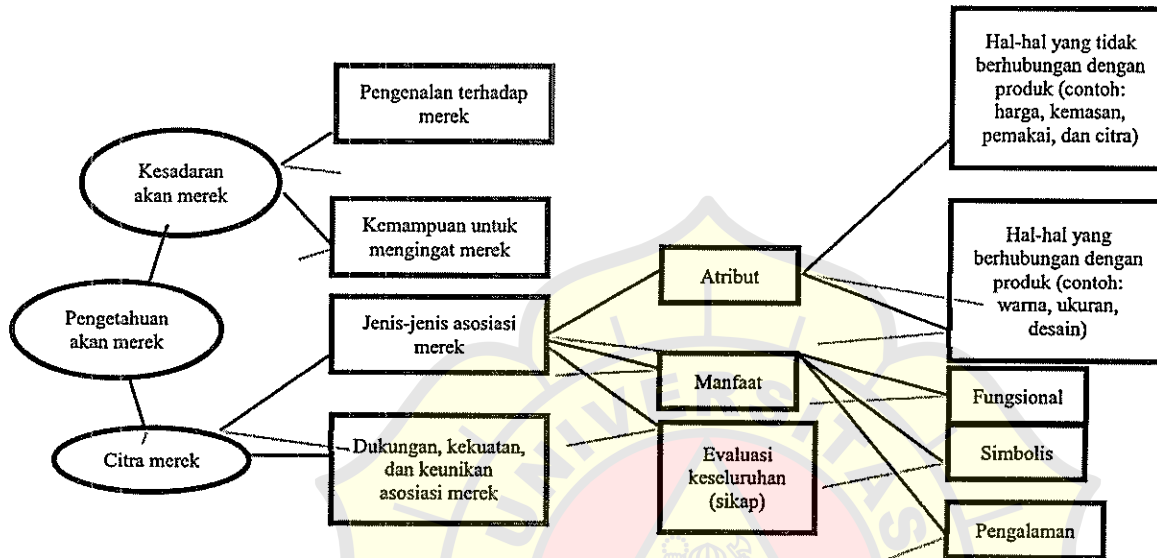 Hal-hal yang tidak
berhubungan dengan
produk (contoh:
harga, kemasan,
pemakai, dan citra)
Pengenalan terhadap
merek
Kesadaran
akan merek
Kemampuan untuk
mengingat merek
Hal-hal yang
berhubungan dengan
produk (contoh:
warna, ukuran,
desain)
Atribut
Pengetahuan
akan merek
Jenis-jenis asosiasi
merek
Manfaat
Fungsional
Citra merek
Dukungan, kekuatan,
dan keunikan
asosiasi merek
Evaluasi
keseluruhan
(sikap)
Simbolis
Pengalaman
UNIVERSITAS